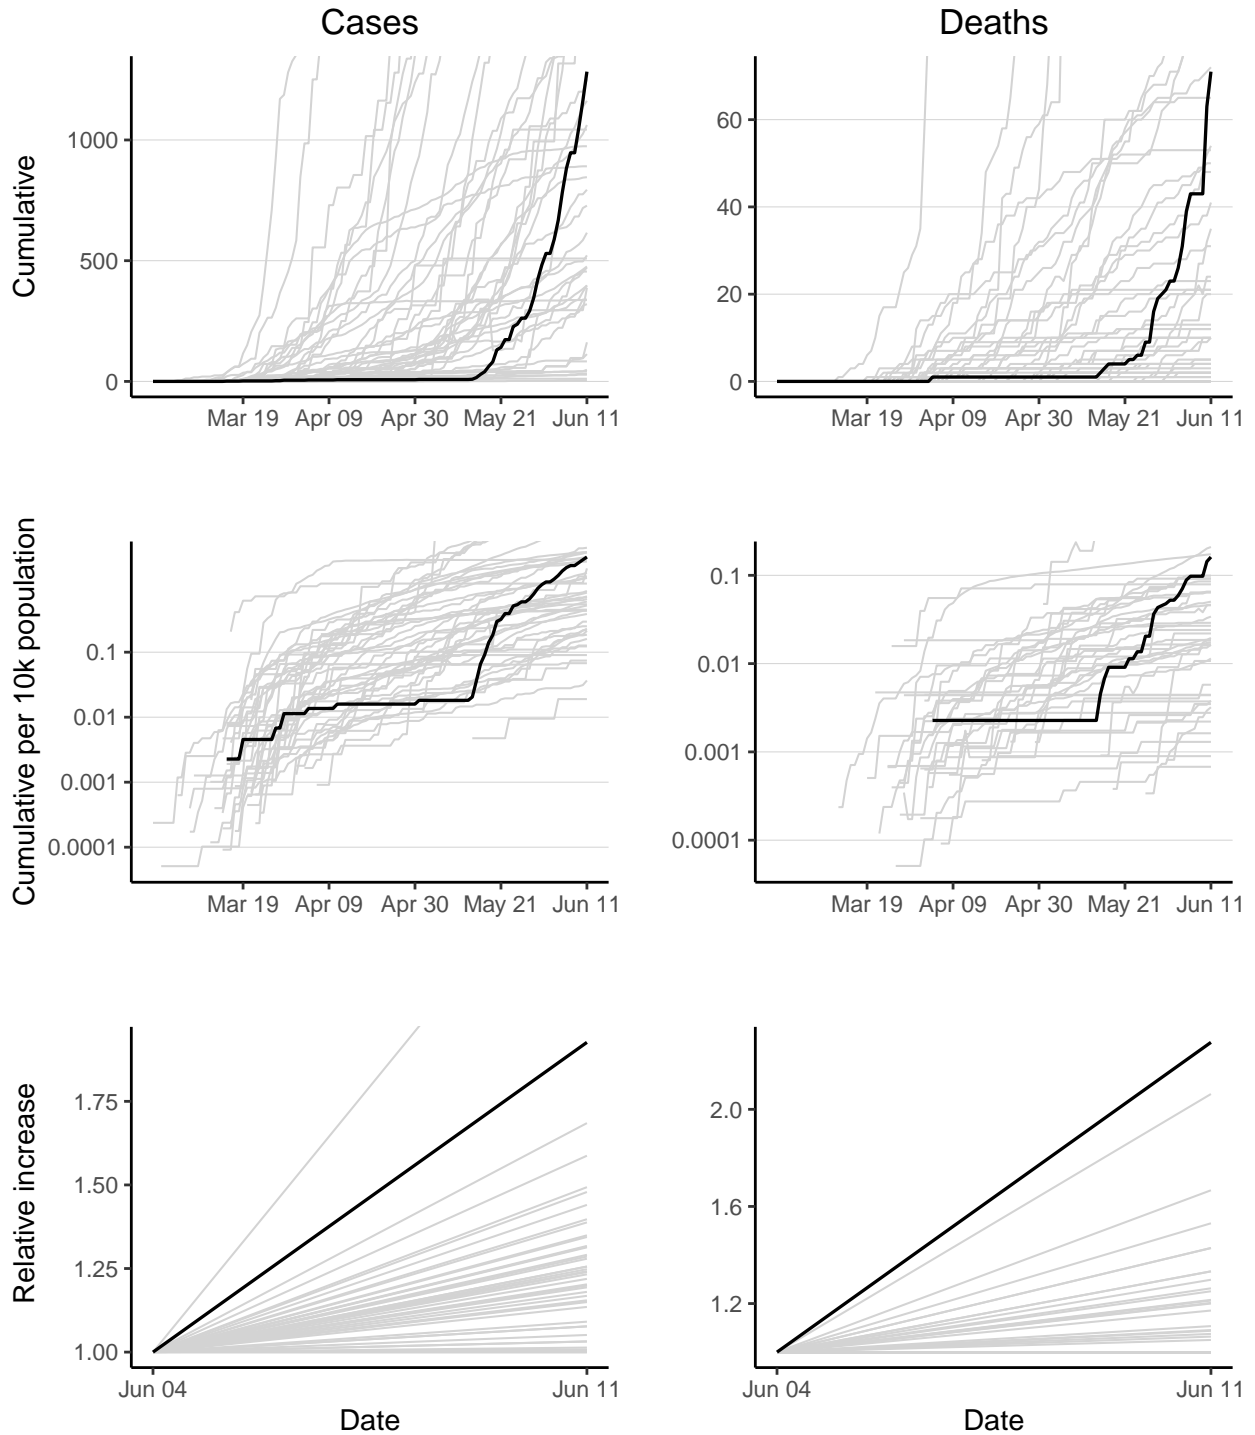 Cases
Deaths
Cumulative
1000
500
0
Mar 19 Apr 09 Apr 30 May 21 Jun 11
60
40
20
0
Mar 19 Apr 09 Apr 30 May 21 Jun 11
Cumulative per 10k population
0.1
0.01
0.001
0.0001
Mar 19 Apr 09 Apr 30 May 21 Jun 11
0.1
0.01
0.001
0.0001
Mar 19 Apr 09 Apr 30 May 21 Jun 11
Relative increase
1.75
1.50
1.25
1.00
Jun 04 Jun 11
Date
2.0
1.6
1.2
Jun 04 Jun 11
Date